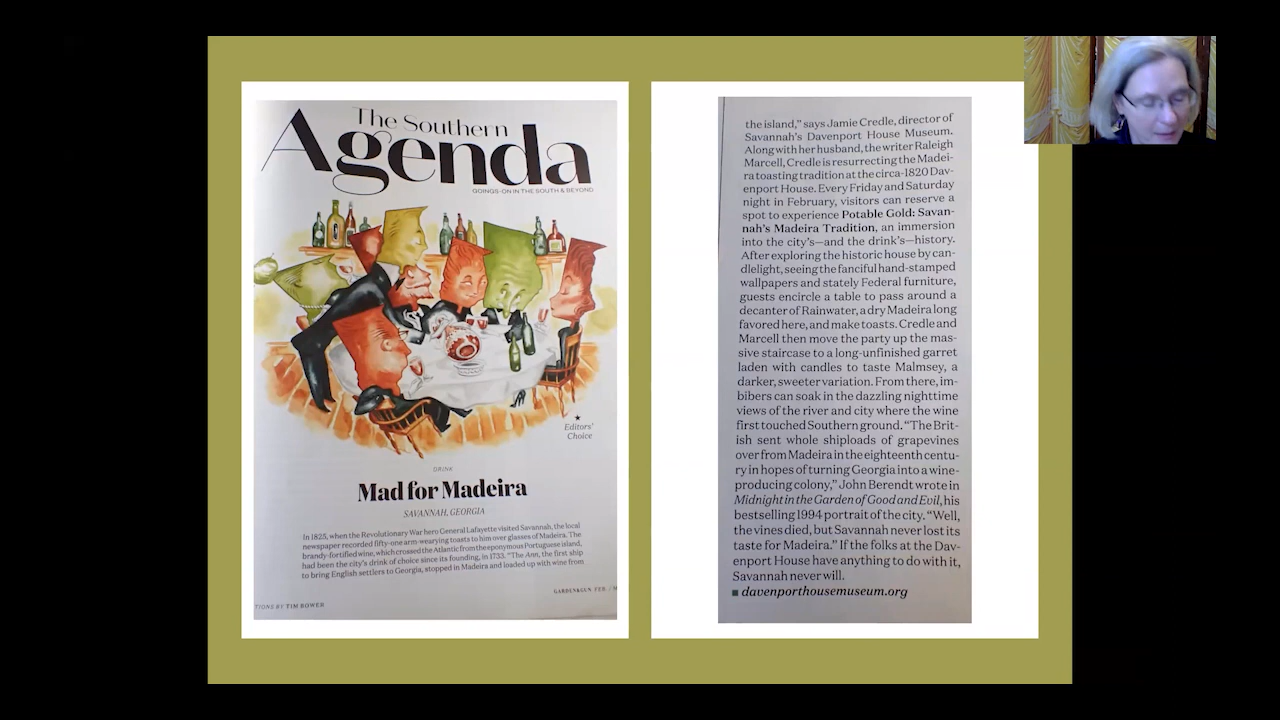 The Southern
Agenda
GOINGS-ON IN THE SOUTH & BEYOND
Editors'
Choice
DRINK
Mad for Madeira
SAVANNAH, GEORGIA
In 1825, when the Revolutionary War hero General Lafayette visited Savannah, the local
newspaper recorded fifty-one arm-wearying toasts to him over glasses of Madeira. The
brandy-fortified wine, which crossed the Atlantic from the eponymous Portuguese island,
had been the city's drink of choice since its founding, in 1733. "The Ann, the first ship
to bring English settlers to Georgia, stopped in Madeira and loaded up with wine from
GARDEN&GUN FEB. /
TIONS BY TIM BOWER
the island," says Jamie Credle, director of
Savannah's Davenport House Museum.
Along with her husband, the writer Raleigh
Marcell, Credle is resurrecting the Madei-
ra toasting tradition at the circa-1820 Dav-
enport House. Every Friday and Saturday
night in February, visitors can reserve a
spot to experience Potable Gold: Savan-
nah's Madeira Tradition, an immersion
into the city's—and the drink's—history.
After exploring the historic house by can-
dlelight, seeing the fanciful hand-stamped
wallpapers and stately Federal furniture,
guests encircle a table to pass around a
decanter of Rainwater, a dry Madeira long
favored here, and make toasts. Credle and
Marcell then move the party up the mas-
sive staircase to a long-unfinished garret
laden with candles to taste Malmsey, a
darker, sweeter variation. From there, im-
bibers can soak in the dazzling nighttime
views of the river and city where the wine
first touched Southern ground. "The Brit-
ish sent whole shiploads of grapevines
over from Madeira in the eighteenth centu-
ry in hopes of turning Georgia into a wine-
producing colony," John Berendt wrote in
Midnight in the Garden of Good and Evil, his
bestselling 1994 portrait of the city. "Well,
the vines died, but Savannah never lost its
taste for Madeira." If the folks at the Dav-
enport House have anything to do with it,
Savannah never will.
davenporthousemuseum.org